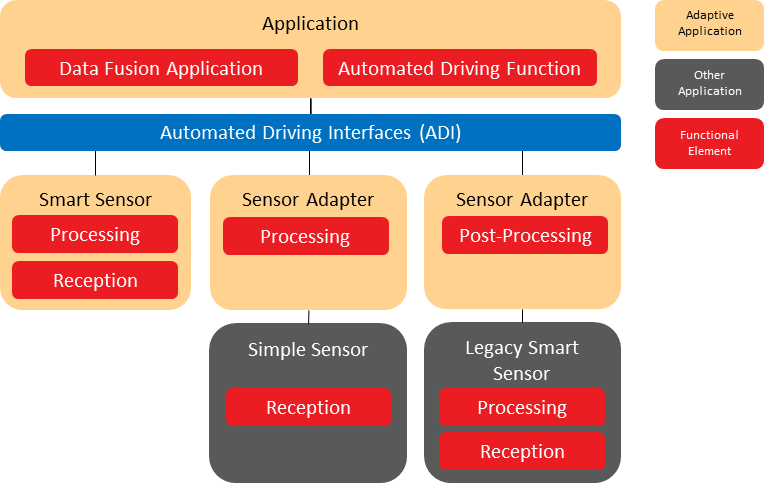 Application
Data Fusion Application
Automated Driving Function
Automated Driving Interfaces (ADI)
Smart Sensor
Processing
Reception
Sensor Adapter
Processing
Sensor Adapter
Post-Processing
Simple Sensor
Reception
Legacy Smart
Sensor
Processing
Reception
Adaptive
Application
Other
Application
Functional
Element